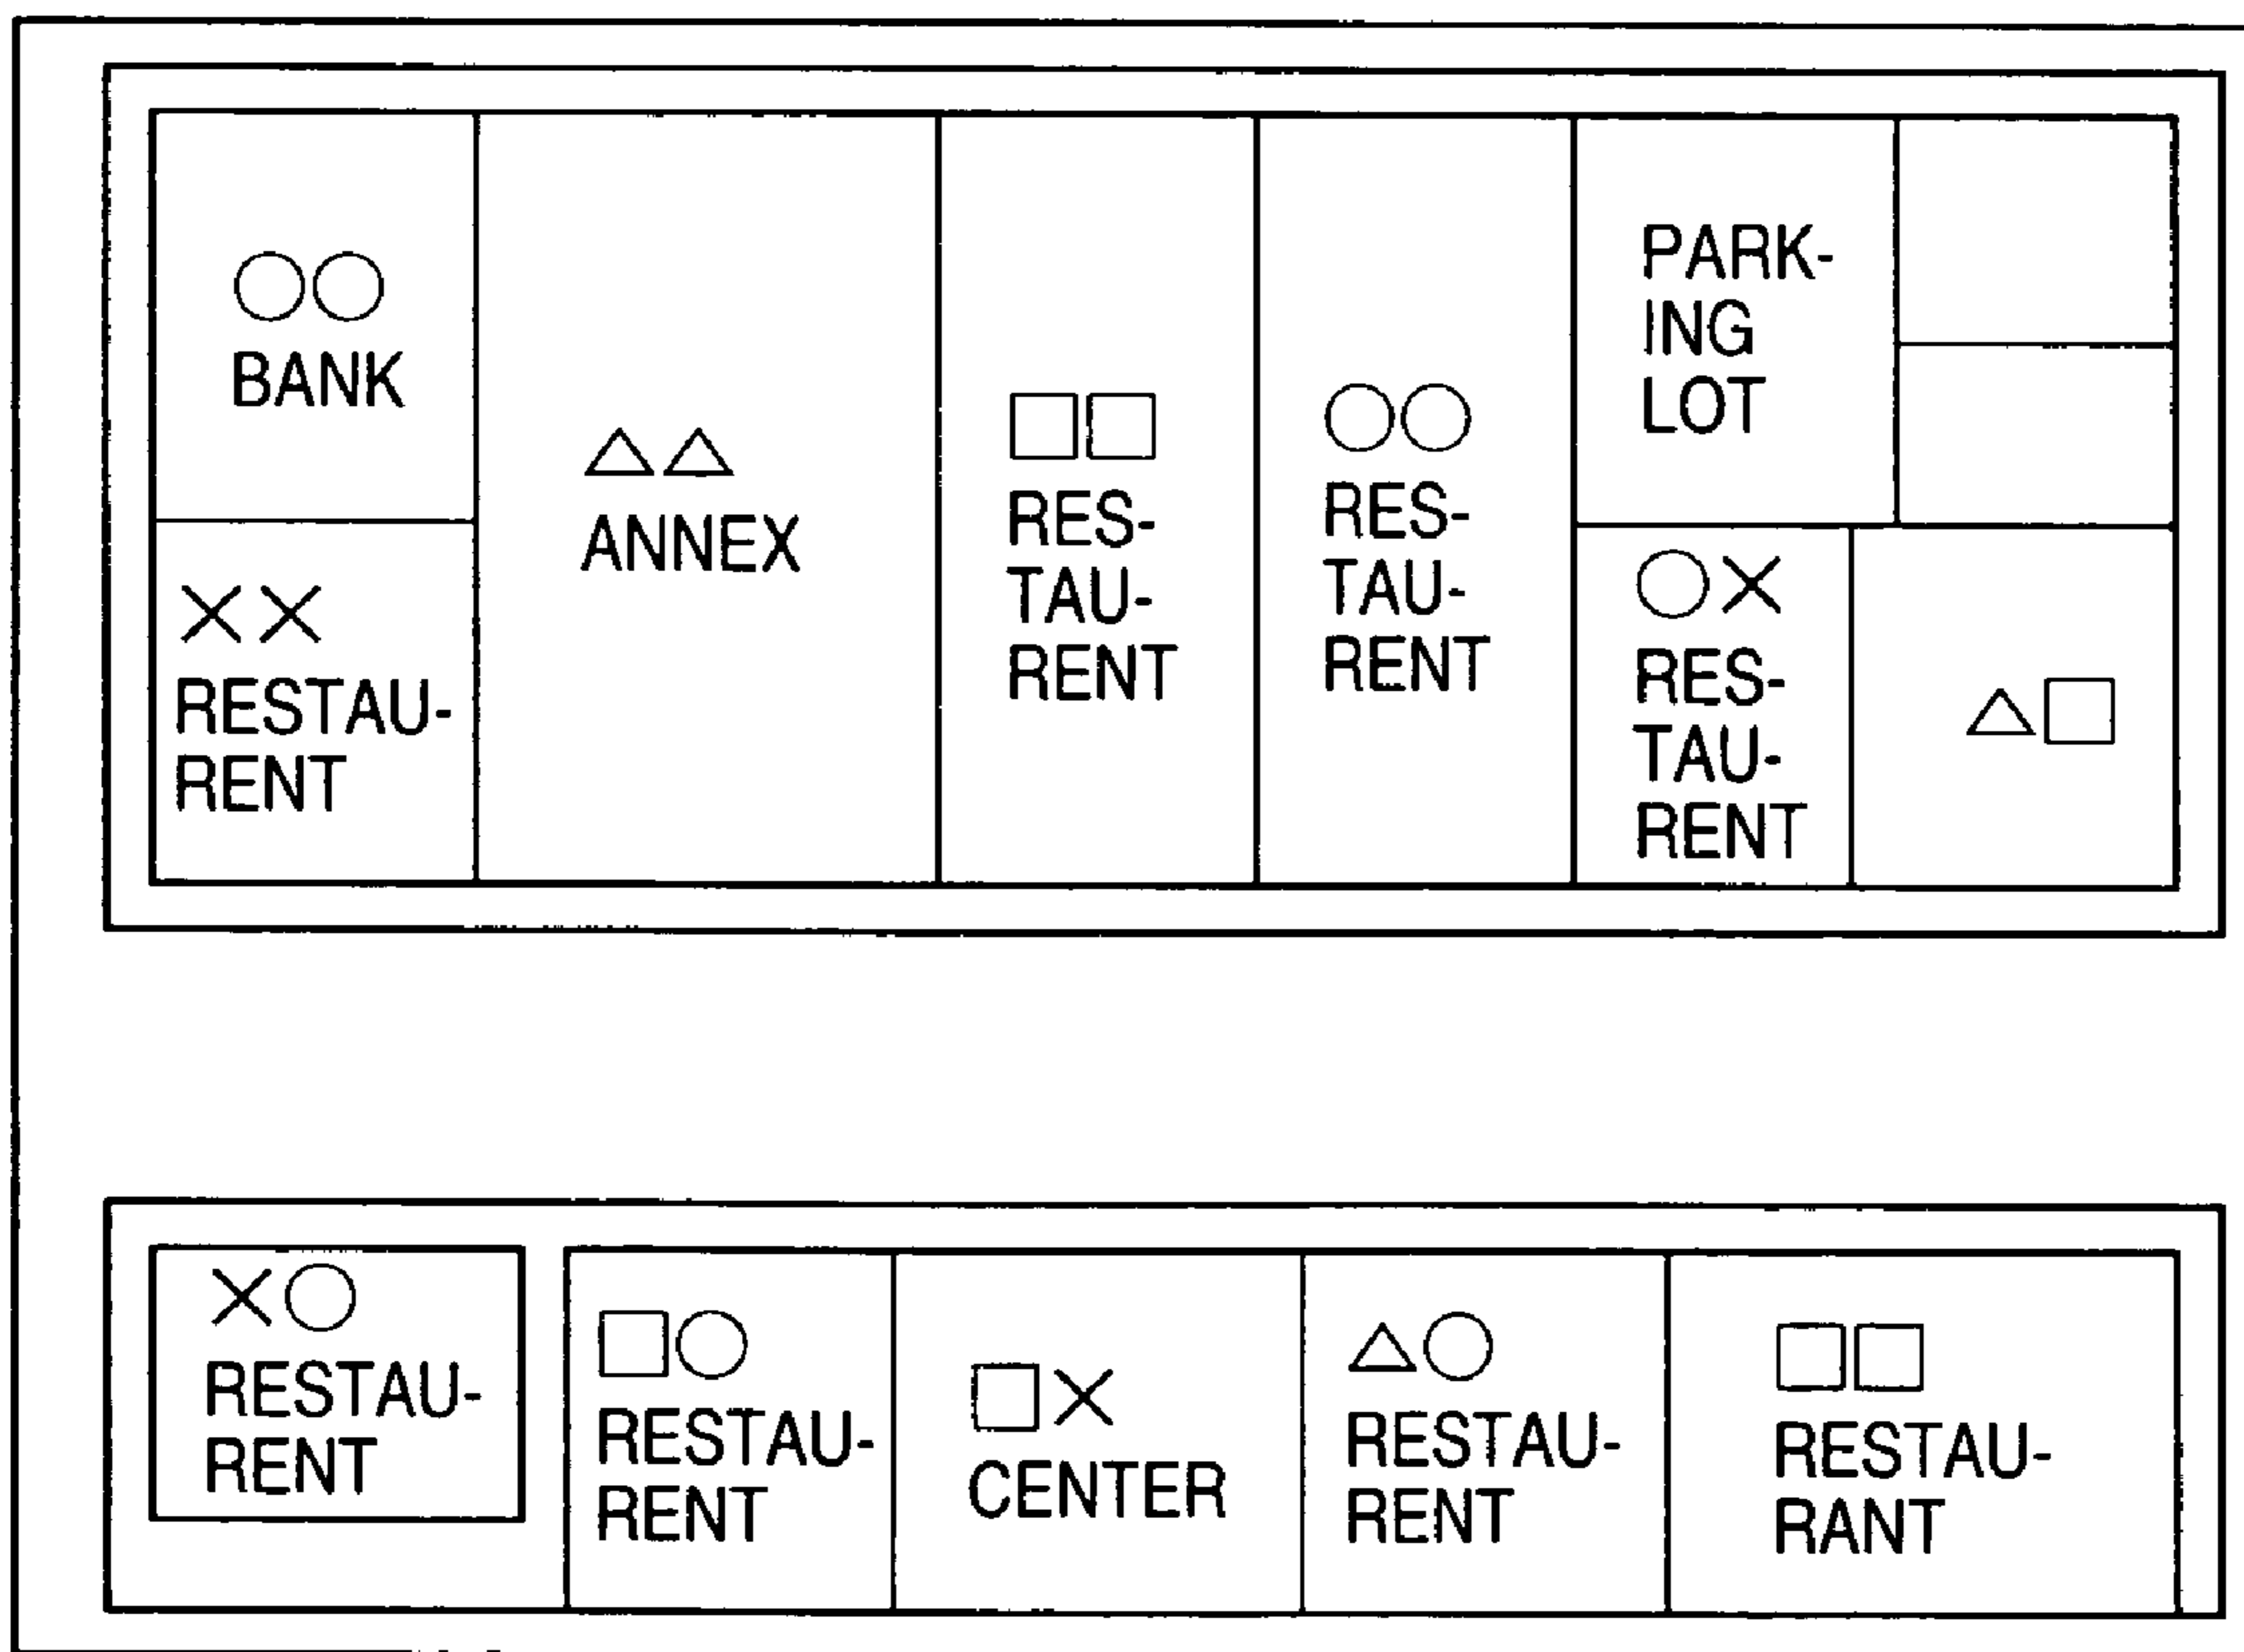 ○○
BANK
××
RESTAU-
RENT
△△
ANNEX
□□
RES-
TAU-
RENT
○○
RES-
TAU-
RENT
PARK-
ING
LOT
○×
RES-
TAU-
RENT
△□
×○
RESTAU-
RENT
□○
RESTAU-
RENT
□×
CENTER
△○
RESTAU-
RENT
□□
RESTAU-
RANT